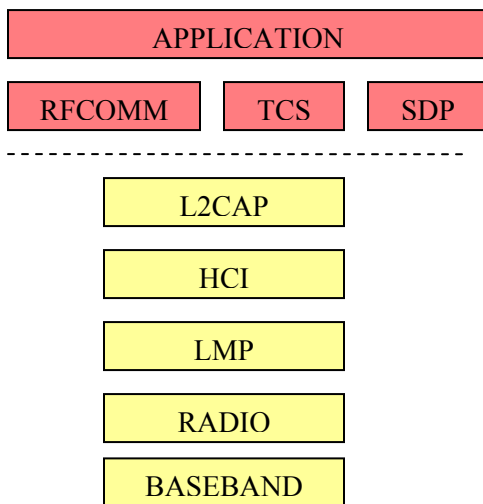 APPLICATION
RFCOMM TCS SDP
L2CAP
HCI
LMP
RADIO
BASEBAND